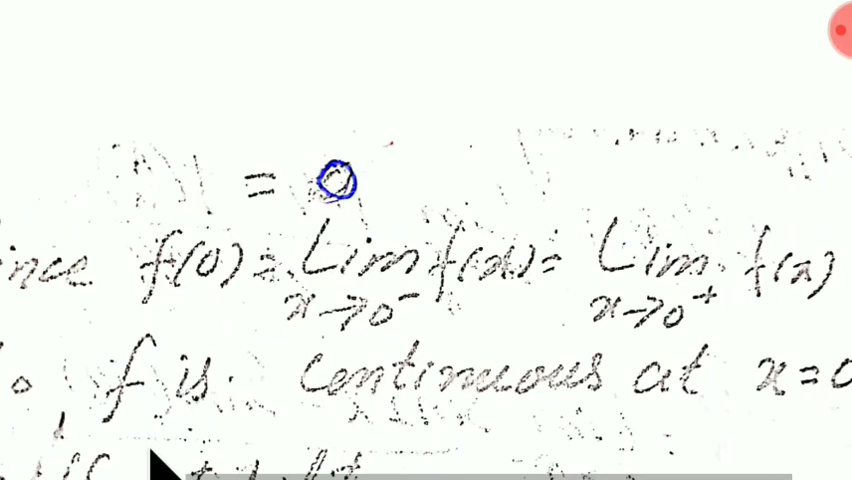 = 0
ince f(0) = Lim f(x) = Lim f(x)
x→0⁻ x→0⁺
o f is continuous at x=0